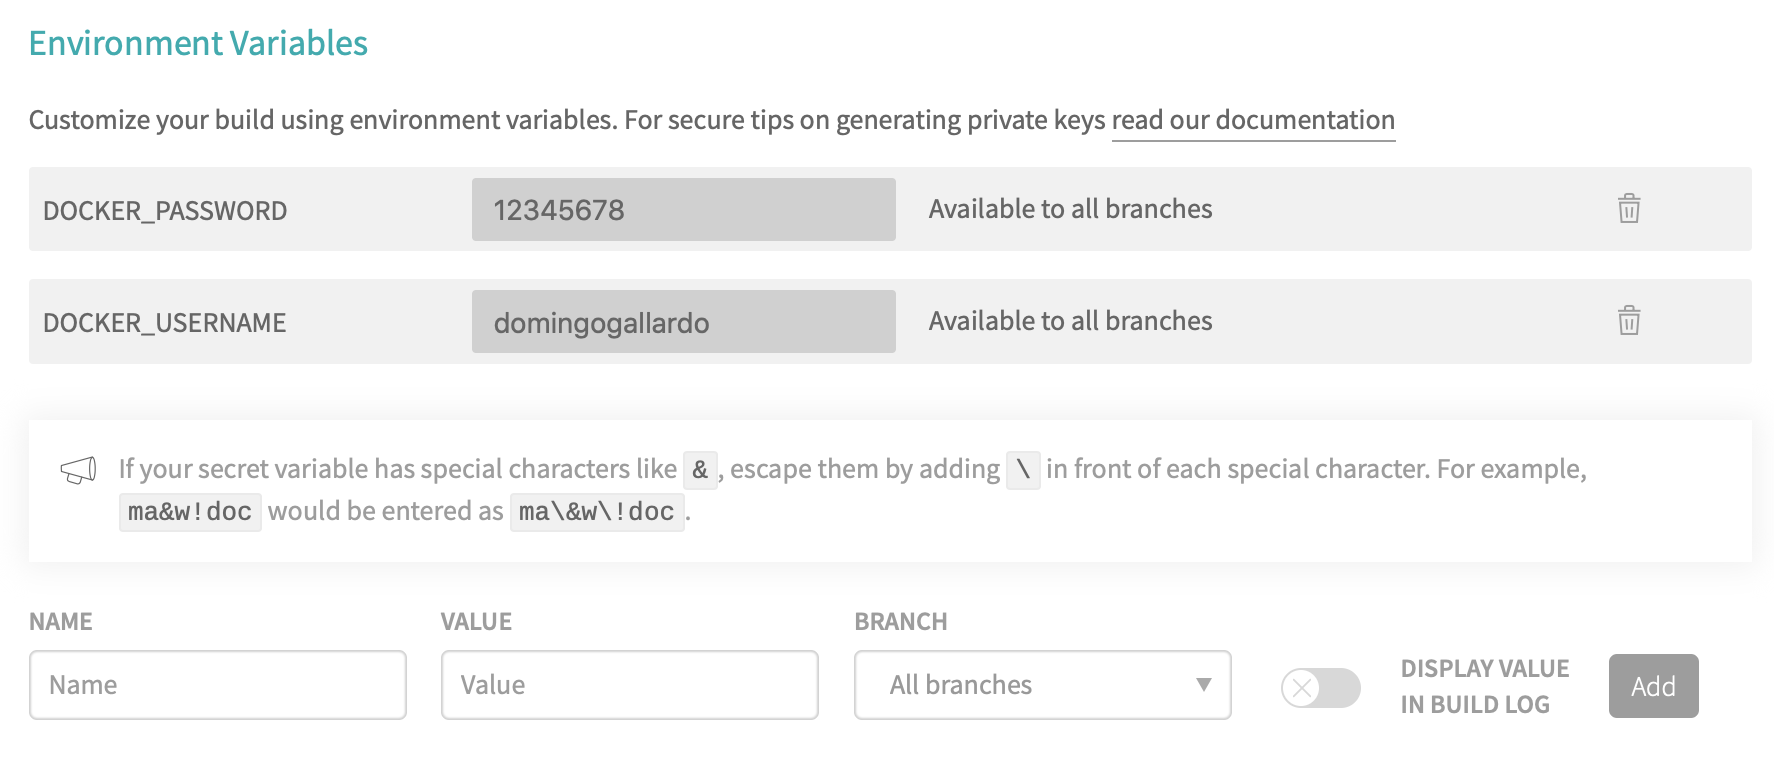 Environment Variables
Customize your build using environment variables. For secure tips on generating private keys read our documentation
DOCKER_PASSWORD 12345678 Available to all branches
DOCKER_USERNAME domingogallardo Available to all branches
If your secret variable has special characters like &, escape them by adding \ in front of each special character. For example,
ma&w!doc would be entered as ma\&w\!doc.
NAME VALUE BRANCH
Name Value All branches DISPLAY VALUE
IN BUILD LOG Add